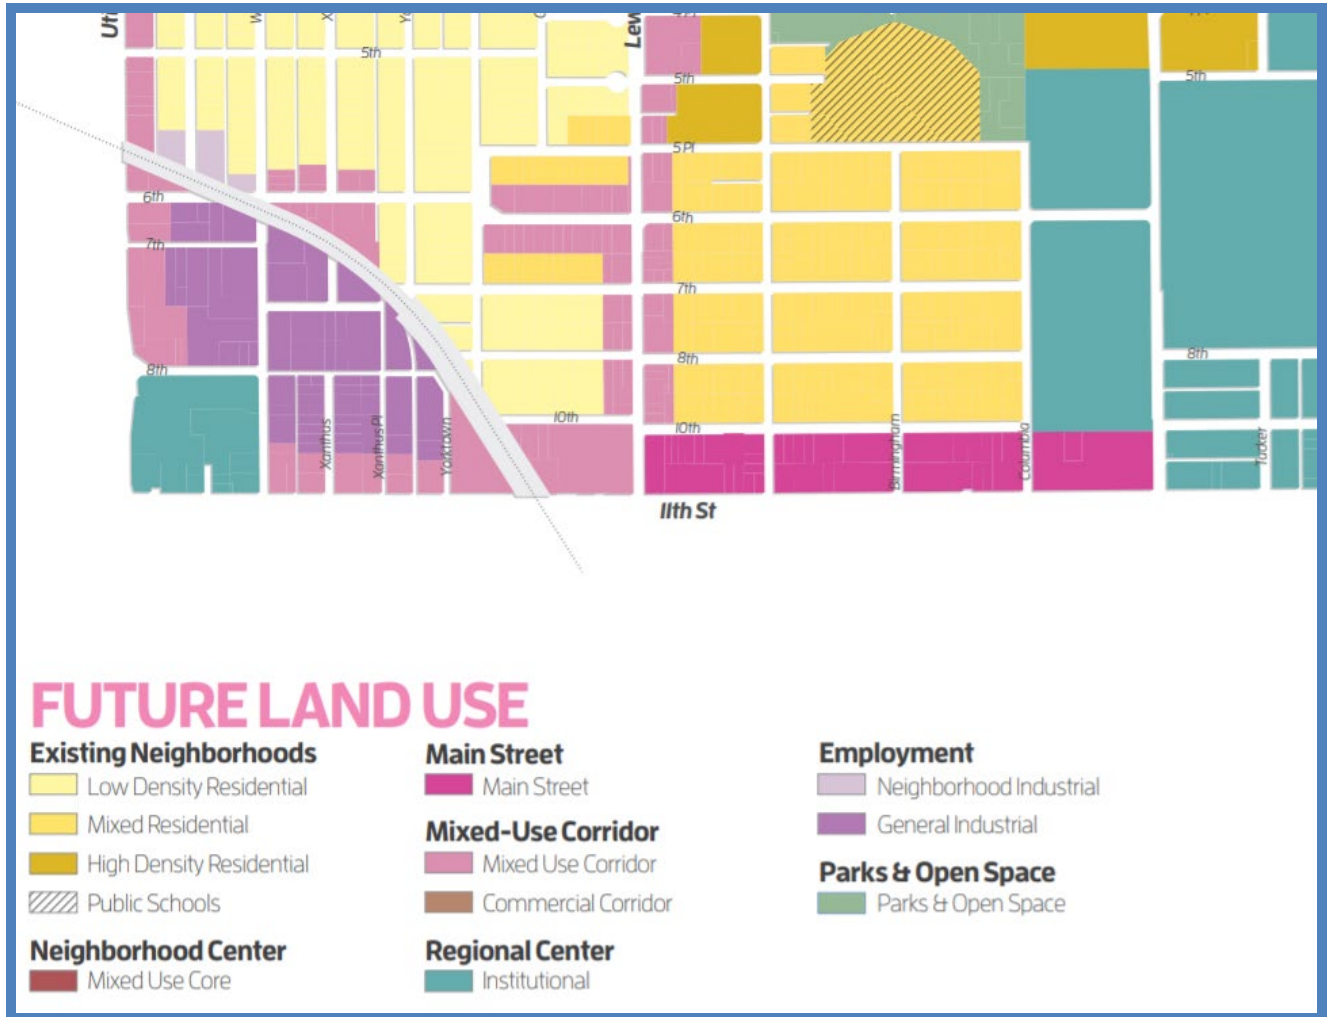 5th
5th
5th
5 Pl
6th
6th
7th
7th
8th
8th
8th
10th
10th
Xanthus
Xanthus Pl
Yorktown
Birmingham
Columbia
Tucker
11th St
FUTURE LAND USE
Existing Neighborhoods
Low Density Residential
Mixed Residential
High Density Residential
Public Schools
Neighborhood Center
Mixed Use Core
Main Street
Main Street
Mixed-Use Corridor
Mixed Use Corridor
Commercial Corridor
Regional Center
Institutional
Employment
Neighborhood Industrial
General Industrial
Parks & Open Space
Parks & Open Space